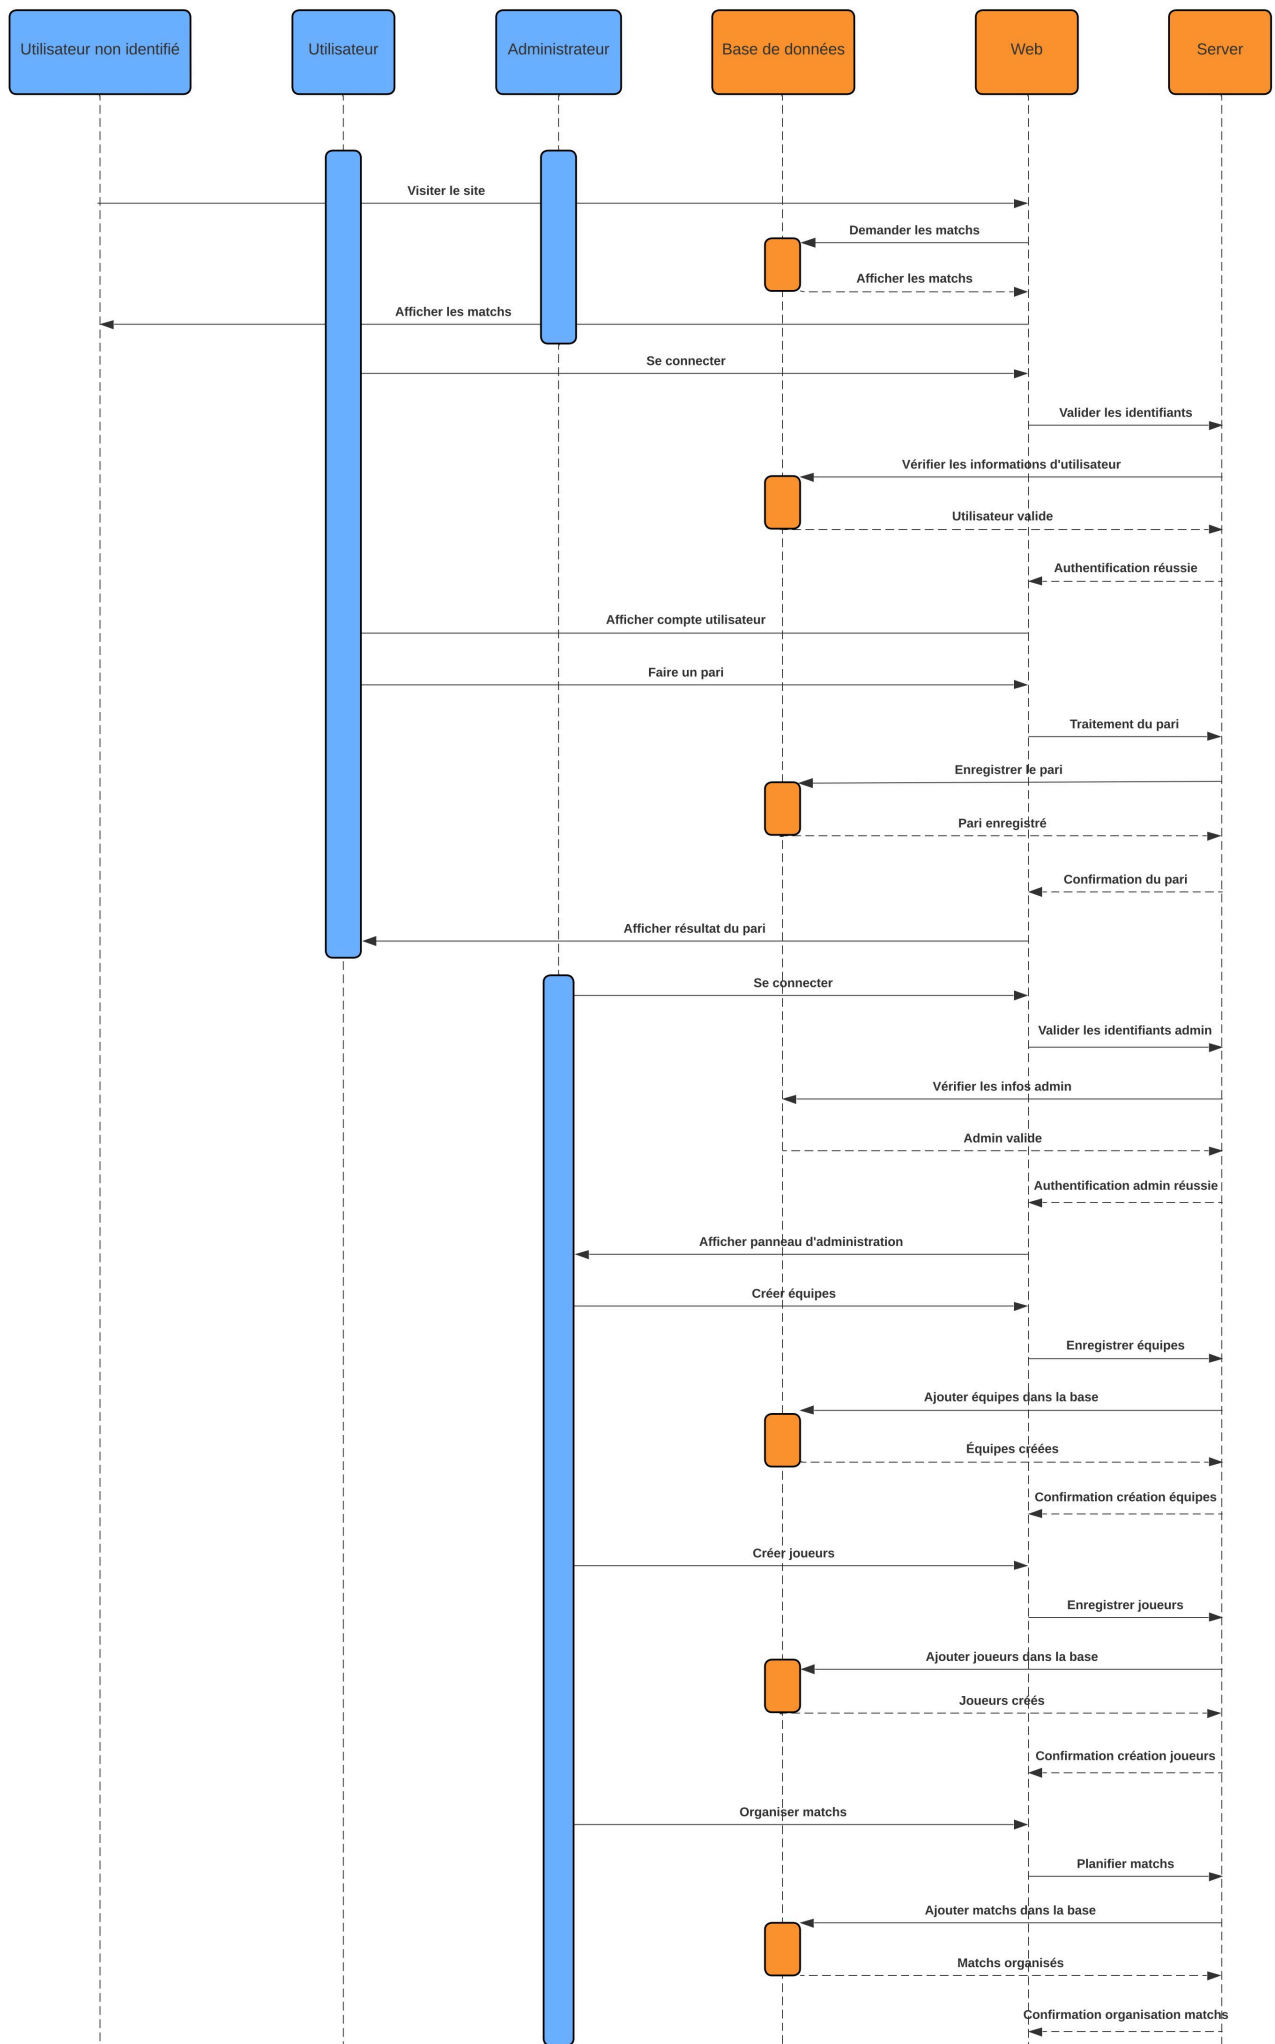 Utilisateur non identifié
Utilisateur
Administrateur
Base de données
Web
Server
Visiter le site
Demander les matchs
Afficher les matchs
Afficher les matchs
Se connecter
Valider les identifiants
Vérifier les informations d'utilisateur
Utilisateur valide
Authentification réussie
Afficher compte utilisateur
Faire un pari
Traitement du pari
Enregistrer le pari
Pari enregistré
Confirmation du pari
Afficher résultat du pari
Se connecter
Valider les identifiants admin
Vérifier les infos admin
Admin valide
Authentification admin réussie
Afficher panneau d'administration
Créer équipes
Enregistrer équipes
Ajouter équipes dans la base
Équipes créées
Confirmation création équipes
Créer joueurs
Enregistrer joueurs
Ajouter joueurs dans la base
Joueurs créés
Confirmation création joueurs
Organiser matchs
Planifier matchs
Ajouter matchs dans la base
Matchs organisés
Confirmation organisation matchs